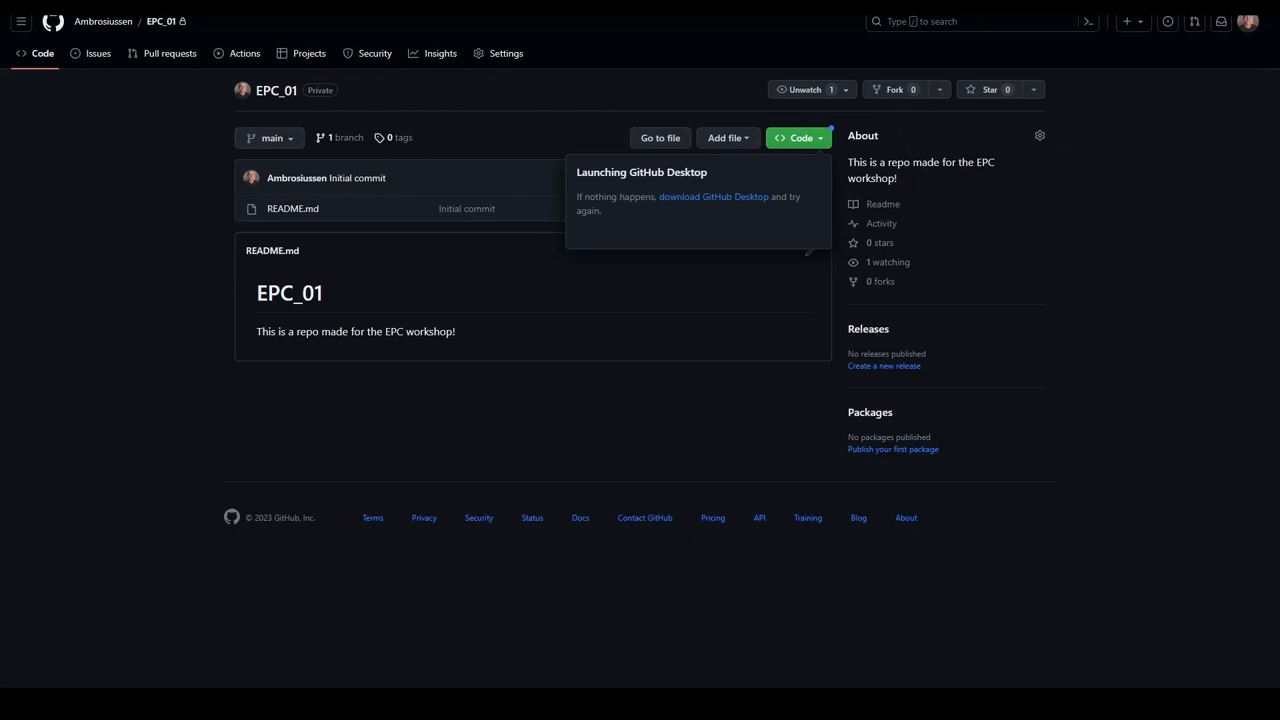 Ambrosiussen / EPC_01
Type / to search
Code
Issues
Pull requests
Actions
Projects
Security
Insights
Settings
EPC_01 Private
Unwatch 1
Fork 0
Star 0
main
1 branch
0 tags
Go to file
Add file
Code
Launching GitHub Desktop
If nothing happens, download GitHub Desktop and try
again.
Ambrosiussen Initial commit
README.md Initial commit
README.md
EPC_01
This is a repo made for the EPC workshop!
About
This is a repo made for the EPC
workshop!
Readme
Activity
0 stars
1 watching
0 forks
Releases
No releases published
Create a new release
Packages
No packages published
Publish your first package
© 2023 GitHub, Inc.
Terms
Privacy
Security
Status
Docs
Contact GitHub
Pricing
API
Training
Blog
About